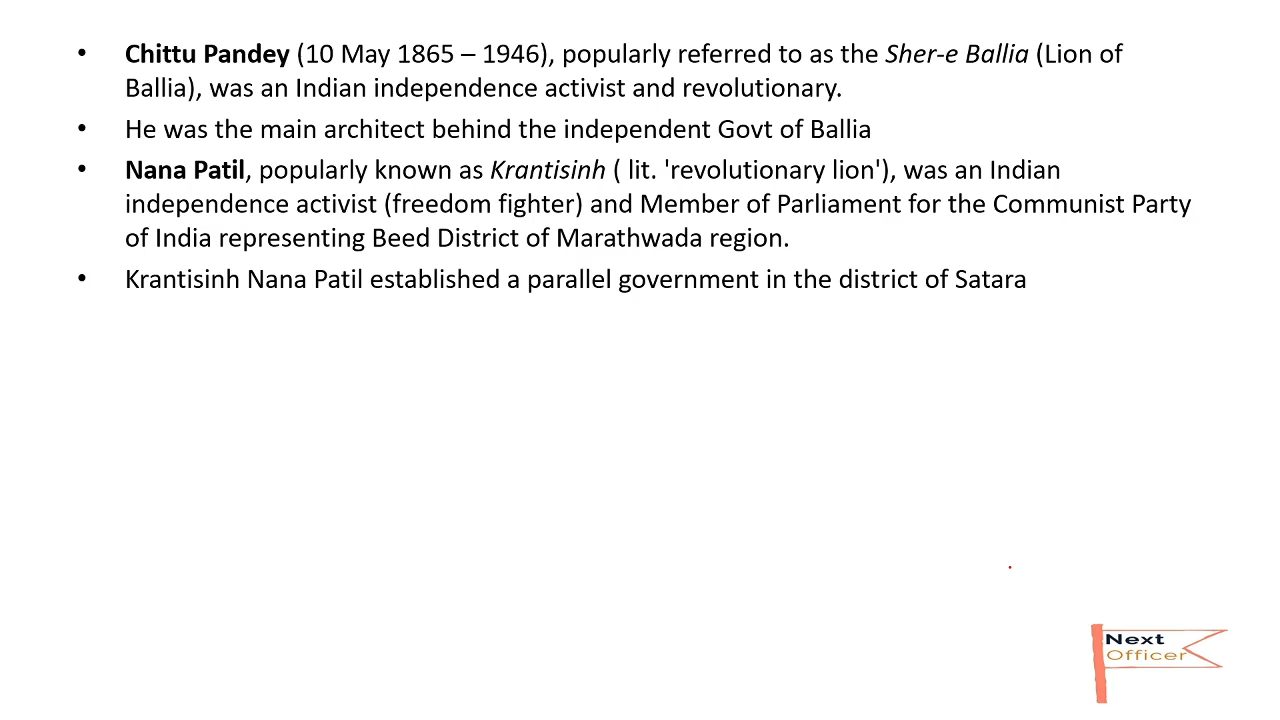 • Chittu Pandey (10 May 1865 – 1946), popularly referred to as the Sher-e Ballia (Lion of
Ballia), was an Indian independence activist and revolutionary.
• He was the main architect behind the independent Govt of Ballia
• Nana Patil, popularly known as Krantisinh ( lit. 'revolutionary lion'), was an Indian
independence activist (freedom fighter) and Member of Parliament for the Communist Party
of India representing Beed District of Marathwada region.
• Krantisinh Nana Patil established a parallel government in the district of Satara
Next
Officer